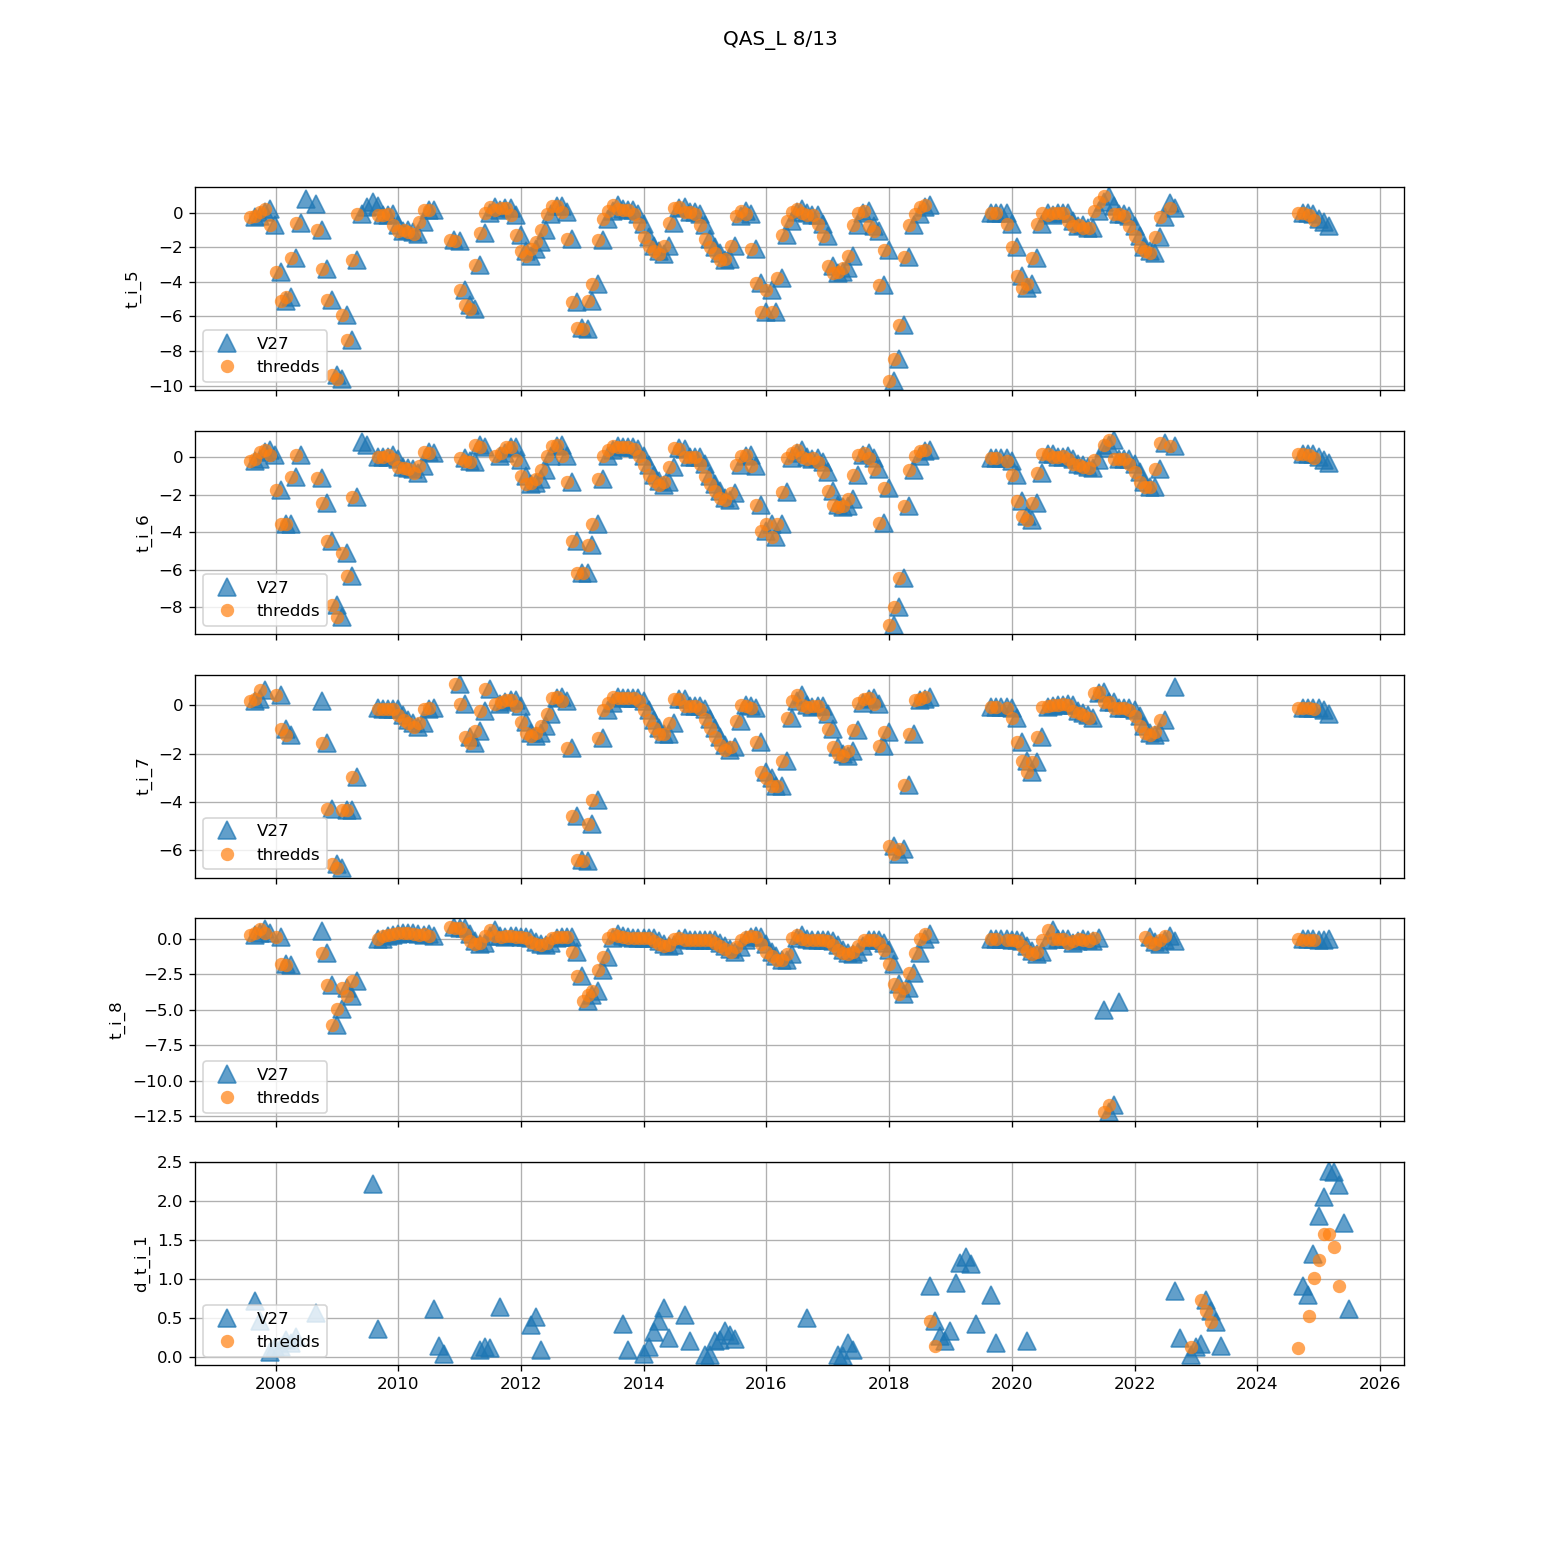 QAS_L 8/13
t_i_5
0
−2
−4
−6
−8
−10
V27
thredds
t_i_6
0
−2
−4
−6
−8
V27
thredds
t_i_7
0
−2
−4
−6
V27
thredds
t_i_8
0.0
−2.5
−5.0
−7.5
−10.0
−12.5
V27
thredds
d_t_i_1
2.5
2.0
1.5
1.0
0.5
0.0
V27
thredds
2008 2010 2012 2014 2016 2018 2020 2022 2024 2026